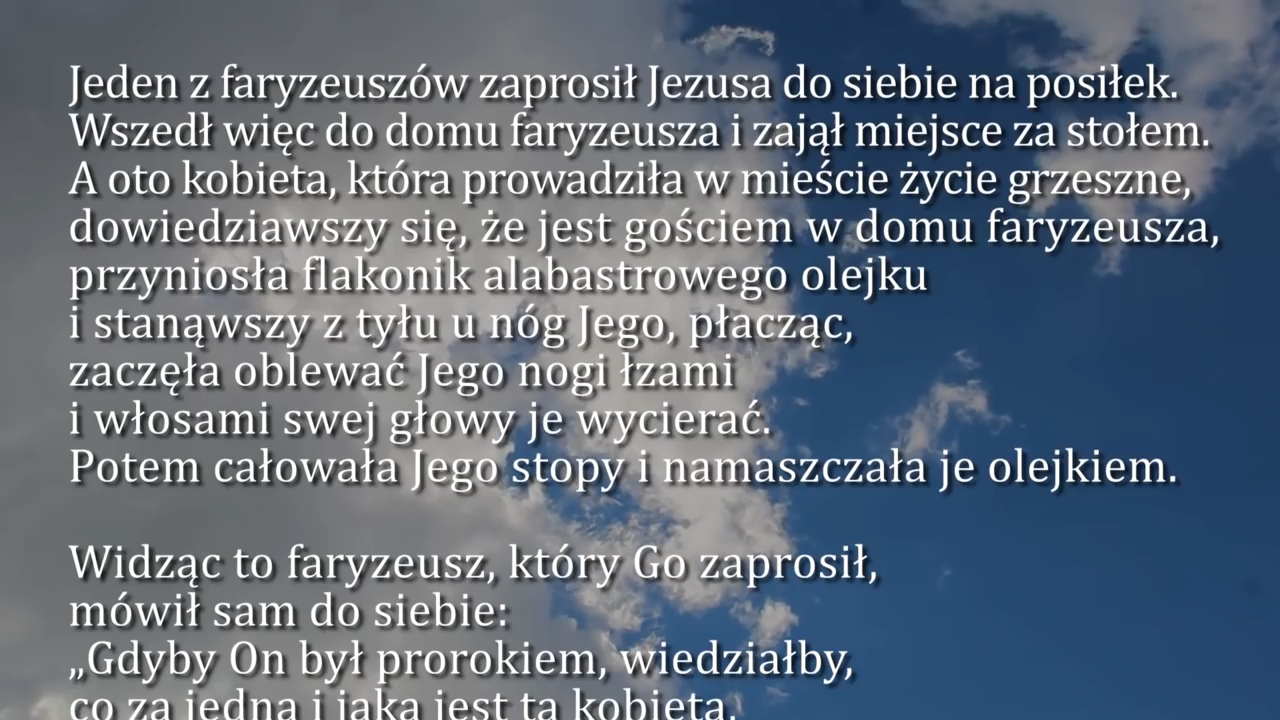 Jeden z faryzeuszów zaprosił Jezusa do siebie na posiłek.
Wszedł więc do domu faryzeusza i zajął miejsce za stołem.
A oto kobieta, która prowadziła w mieście życie grzeszne,
dowiedziawszy się, że jest gościem w domu faryzeusza,
przyniosła flakonik alabastrowego olejku
i stanąwszy z tyłu u nóg Jego, płacząc,
zaczęła oblewać Jego nogi łzami
i włosami swej głowy je wycierać.
Potem całowała Jego stopy i namaszczała je olejkiem.

Widząc to faryzeusz, który Go zaprosił,
mówił sam do siebie:
„Gdyby On był prorokiem, wiedziałby,
co za jedna i jaka jest ta kobieta,